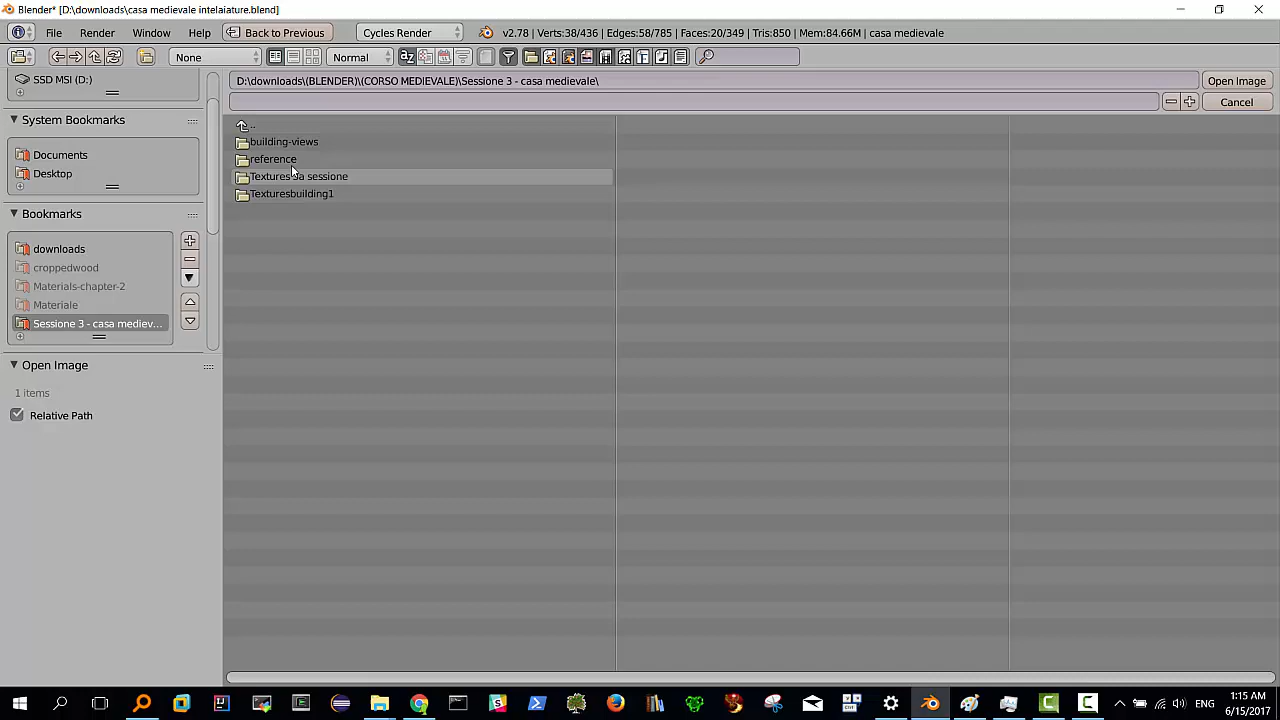 Blender* [D:\downloads\casa medievale intelaiature.blend]
File Render Window Help Back to Previous Cycles Render v2.78 | Verts:38/436 | Edges:58/785 | Faces:20/349 | Tris:850 | Mem:84.66M | casa medievale
None Normal
SSD MSI (D:)
D:\downloads\(BLENDER)\(CORSO MEDIEVALE)\Sessione 3 - casa medievale\ Open Image
Cancel
System Bookmarks
Documents
Desktop
Bookmarks
downloads
croppedwood
Materials-chapter-2
Materiale
Sessione 3 - casa mediev...
Open Image
1 items
Relative Path
..
building-views
reference
Textures da sessione
Texturesbuilding1
ENG
1:15 AM
6/15/2017